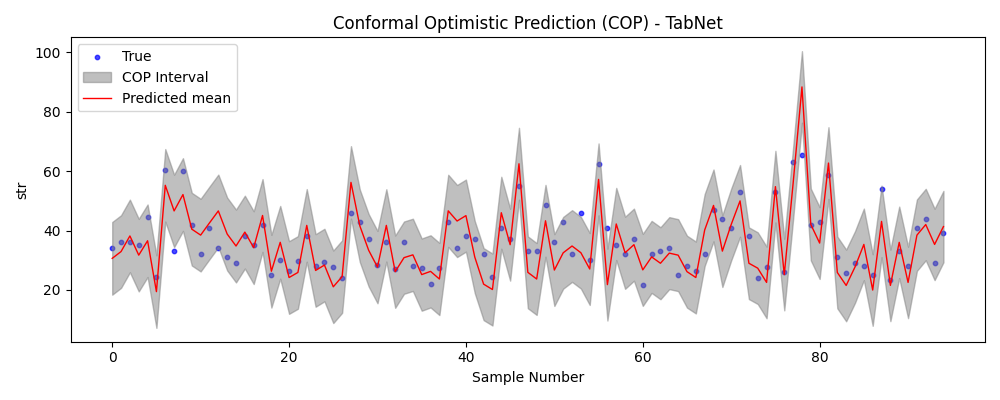 Conformal Optimistic Prediction (COP) - TabNet
True
COP Interval
Predicted mean
str
100
80
60
40
20
0 20 40 60 80
Sample Number